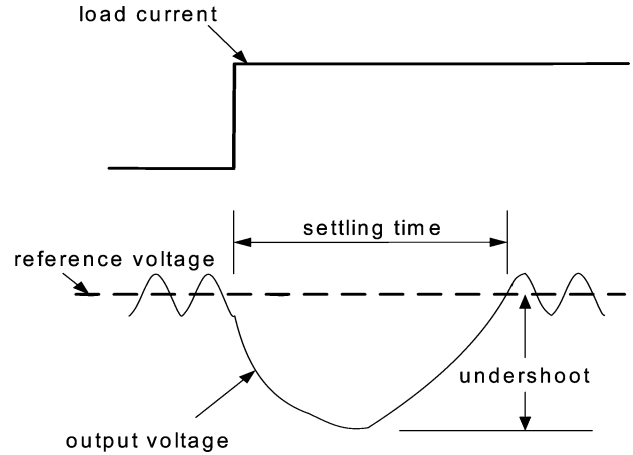 load current
settling time
reference voltage
undershoot
output voltage